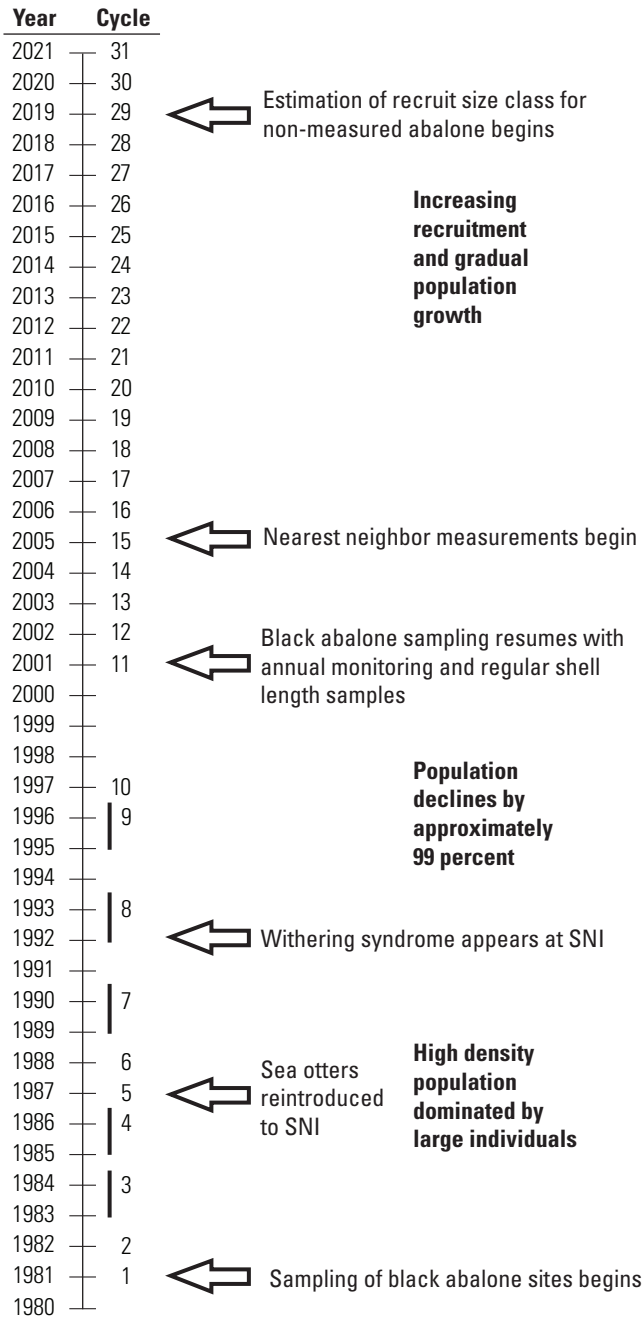 Year Cycle
2021 31
2020 30
2019 29
Estimation of recruit size class for
non-measured abalone begins
2018 28
2017 27
2016 26
2015 25
2014 24
2013 23
Increasing
recruitment
and gradual
population
growth
2012 22
2011 21
2010 20
2009 19
2008 18
2007 17
2006 16
2005 15
Nearest neighbor measurements begin
2004 14
2003 13
2002 12
2001 11
Black abalone sampling resumes with
annual monitoring and regular shell
length samples
2000
1999
1998
1997 10
1996 9
1995
Population
declines by
approximately
99 percent
1994
1993 8
1992
Withering syndrome appears at SNI
1991
1990 7
1989
1988 6
1987 5
Sea otters
reintroduced
to SNI
High density
population
dominated by
large individuals
1986 4
1985
1984 3
1983
1982 2
1981 1
Sampling of black abalone sites begins
1980